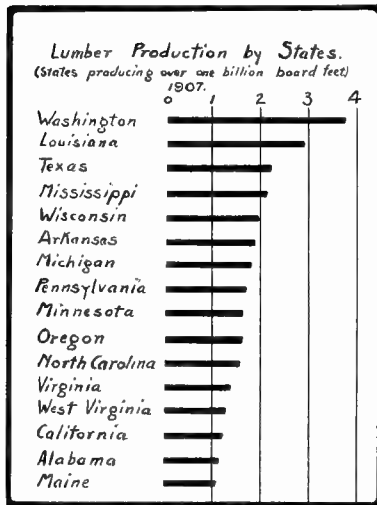 Lumber Production by States.
(States producing over one billion board feet)
1907.
0 1 2 3 4
Washington
Louisiana
Texas
Mississippi
Wisconsin
Arkansas
Michigan
Pennsylvania
Minnesota
Oregon
North Carolina
Virginia
West Virginia
California
Alabama
Maine